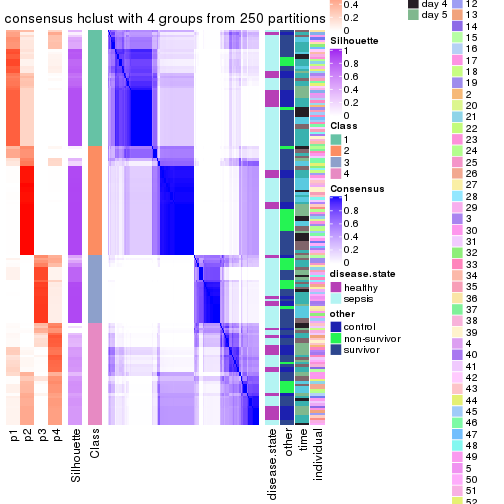 consensus hclust with 4 groups from 250 partitions
p1
p2
p3
p4
Silhouette
Class
disease.state
other
time
individual
0.4
0.2
0
Silhouette
1
0.8
0.6
0.4
0.2
0
Class
1
2
3
4
Consensus
1
0.8
0.6
0.4
0.2
0
disease.state
healthy
sepsis
other
control
non-survivor
Survivor
day 4
day 5
12
13
14
15
16
17
18
19
2
20
21
22
23
24
25
26
27
28
29
3
30
31
32
33
34
35
36
37
38
39
4
40
41
42
43
44
45
46
47
48
49
5
50
51
52